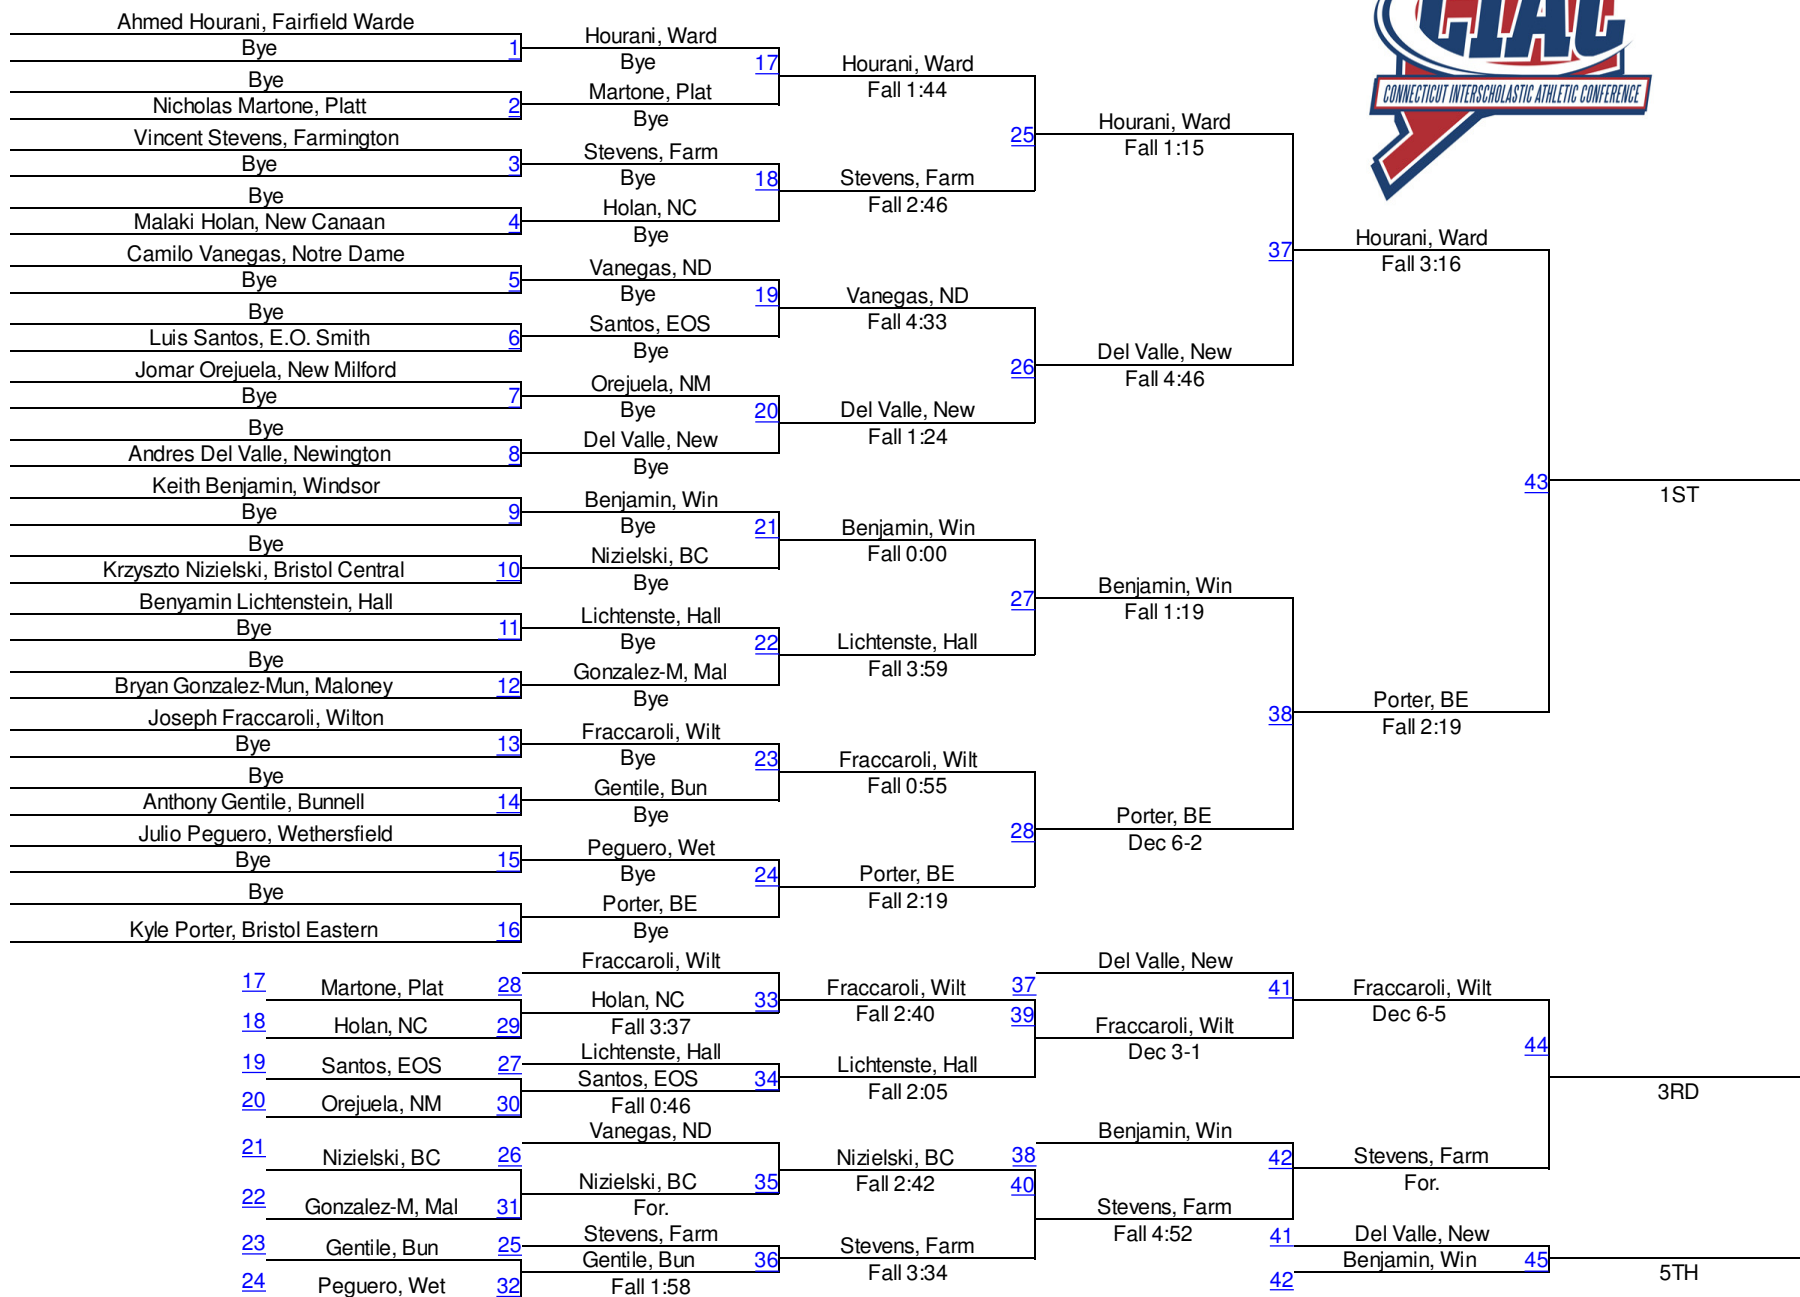 CIAC
CONNECTICUT INTERSCHOLASTIC ATHLETIC CONFERENCE
Ahmed Hourani, Fairfield Warde
Bye
1
Bye
Nicholas Martone, Platt
2
Vincent Stevens, Farmington
Bye
3
Bye
Malaki Holan, New Canaan
4
Camilo Vanegas, Notre Dame
Bye
5
Bye
Luis Santos, E.O. Smith
6
Jomar Orejuela, New Milford
Bye
7
Bye
Andres Del Valle, Newington
8
Keith Benjamin, Windsor
Bye
9
Bye
Krzyszto Nizielski, Bristol Central
10
Benyamin Lichtenstein, Hall
Bye
11
Bye
Bryan Gonzalez-Mun, Maloney
12
Joseph Fraccaroli, Wilton
Bye
13
Bye
Anthony Gentile, Bunnell
14
Julio Peguero, Wethersfield
Bye
15
Bye
Kyle Porter, Bristol Eastern
16
Hourani, Ward
Bye
17
Martone, Plat
Bye
Stevens, Farm
Bye
18
Holan, NC
Bye
Vanegas, ND
Bye
19
Santos, EOS
Bye
Orejuela, NM
Bye
20
Del Valle, New
Bye
Benjamin, Win
Bye
21
Nizielski, BC
Bye
Lichtenste, Hall
Bye
22
Gonzalez-M, Mal
Bye
Fraccaroli, Wilt
Bye
23
Gentile, Bun
Bye
Peguero, Wet
Bye
24
Porter, BE
Bye
Hourani, Ward
Fall 1:44
25
Stevens, Farm
Fall 2:46
Vanegas, ND
Fall 4:33
26
Del Valle, New
Fall 1:24
Benjamin, Win
Fall 0:00
27
Lichtenste, Hall
Fall 3:59
Fraccaroli, Wilt
Fall 0:55
28
Porter, BE
Fall 2:19
Hourani, Ward
Fall 1:15
37
Del Valle, New
Fall 4:46
Benjamin, Win
Fall 1:19
38
Porter, BE
Dec 6-2
Hourani, Ward
Fall 3:16
43
Porter, BE
Fall 2:19
1ST
17
Martone, Plat
28
18
Holan, NC
29
19
Santos, EOS
27
20
Orejuela, NM
30
21
Nizielski, BC
26
22
Gonzalez-M, Mal
31
23
Gentile, Bun
25
24
Peguero, Wet
32
Fraccaroli, Wilt
Holan, NC
33
Fall 3:37
Lichtenste, Hall
Santos, EOS
34
Fall 0:46
Vanegas, ND
Nizielski, BC
35
For.
Stevens, Farm
Gentile, Bun
36
Fall 1:58
Fraccaroli, Wilt
37
Fall 2:40
39
Lichtenste, Hall
Fall 2:05
Nizielski, BC
38
Fall 2:42
40
Stevens, Farm
Fall 3:34
Del Valle, New
41
Fraccaroli, Wilt
Dec 3-1
Benjamin, Win
42
Stevens, Farm
Fall 4:52
Fraccaroli, Wilt
Dec 6-5
44
Stevens, Farm
For.
3RD
41
Del Valle, New
Benjamin, Win
45
42
5TH